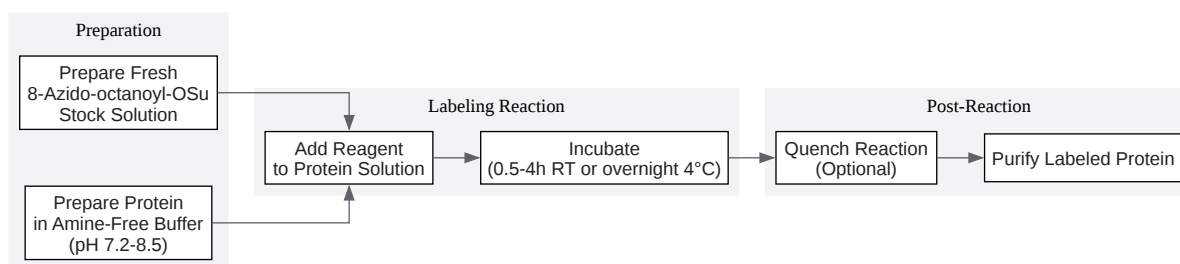 Preparation
Prepare Fresh
8-Azido-octanoyl-OSu
Stock Solution
Prepare Protein
in Amine-Free Buffer
(pH 7.2-8.5)
Labeling Reaction
Add Reagent
to Protein Solution
Incubate
(0.5-4h RT or overnight 4°C)
Post-Reaction
Quench Reaction
(Optional)
Purify Labeled Protein